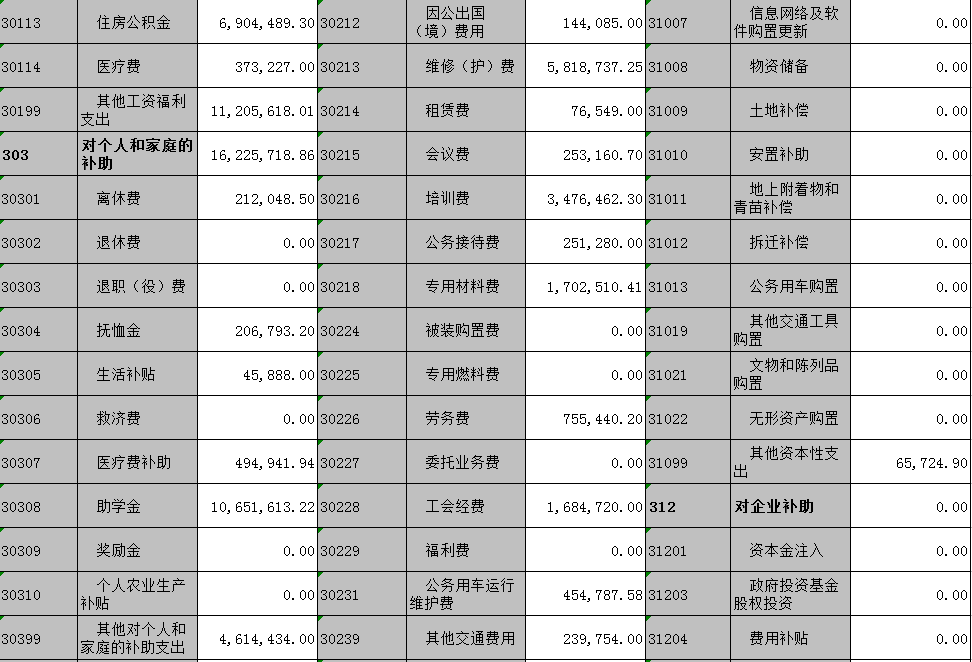 30113 住房公积金 6,904,489.30 30212 因公出国 144,085.00 31007 信息网络及软 0.00
（境）费用 件购置更新
30114 医疗费 373,227.00 30213 维修（护）费 5,818,737.25 31008 物资储备 0.00
30199 其他工资福利 11,205,618.01 30214 租赁费 76,549.00 31009 土地补偿 0.00
支出
303 对个人和家庭的 16,225,718.86 30215 会议费 253,160.70 31010 安置补助 0.00
补助
30301 离休费 212,048.50 30216 培训费 3,476,462.30 31011 地上附着物和 0.00
青苗补偿
30302 退休费 0.00 30217 公务接待费 251,280.00 31012 拆迁补偿 0.00
30303 退职（役）费 0.00 30218 专用材料费 1,702,510.41 31013 公务用车购置 0.00
30304 抚恤金 206,793.20 30224 被装购置费 0.00 31019 其他交通工具 0.00
购置
30305 生活补贴 45,888.00 30225 专用燃料费 0.00 31021 文物和陈列品 0.00
购置
30306 救济费 0.00 30226 劳务费 755,440.20 31022 无形资产购置 0.00
30307 医疗费补助 494,941.94 30227 委托业务费 0.00 31099 其他资本性支 65,724.90
出
30308 助学金 10,651,613.22 30228 工会经费 1,684,720.00 312 对企业补助 0.00
30309 奖励金 0.00 30229 福利费 0.00 31201 资本金注入 0.00
30310 个人农业生产 0.00 30231 公务用车运行 454,787.58 31203 政府投资基金 0.00
补贴 维护费 股权投资
30399 其他对个人和 4,614,434.00 30239 其他交通费用 239,754.00 31204 费用补贴 0.00
家庭的补助支出